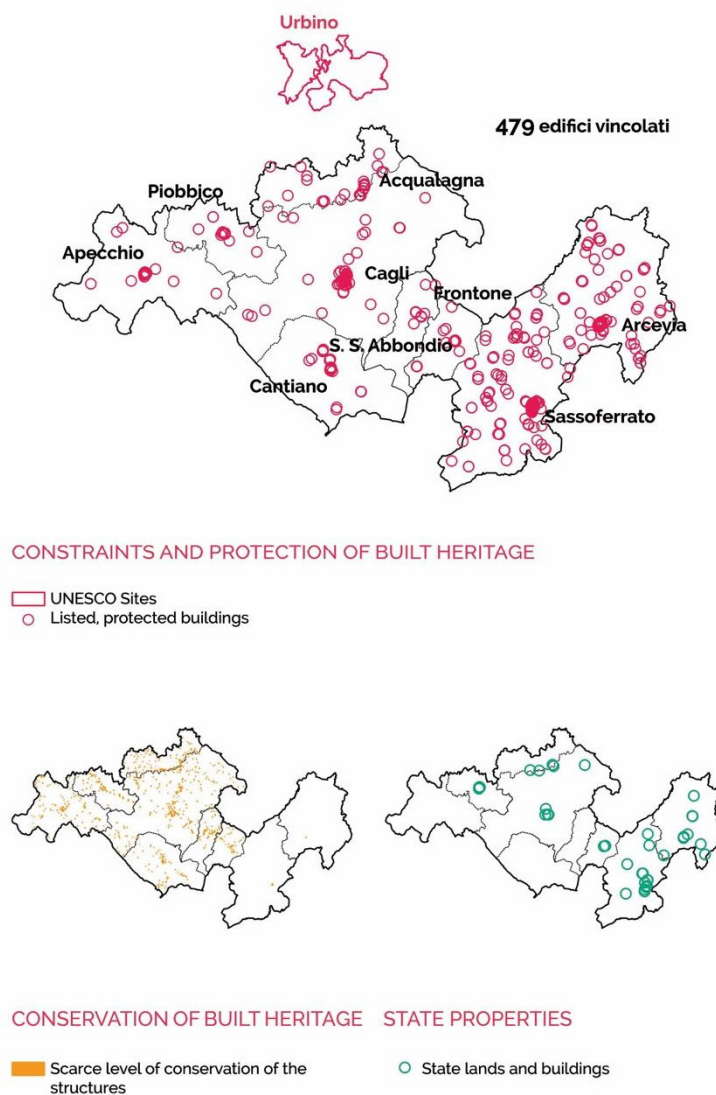 Urbino
479 edifici vincolati
Acqualagna
Piobbico
Apecchio
Cagli
Frontone
Arcevia
S. S. Abbondio
Cantiano
Sassoferrato
CONSTRAINTS AND PROTECTION OF BUILT HERITAGE
UNESCO Sites
Listed, protected buildings
CONSERVATION OF BUILT HERITAGE
Scarce level of conservation of the
structures
STATE PROPERTIES
State lands and buildings